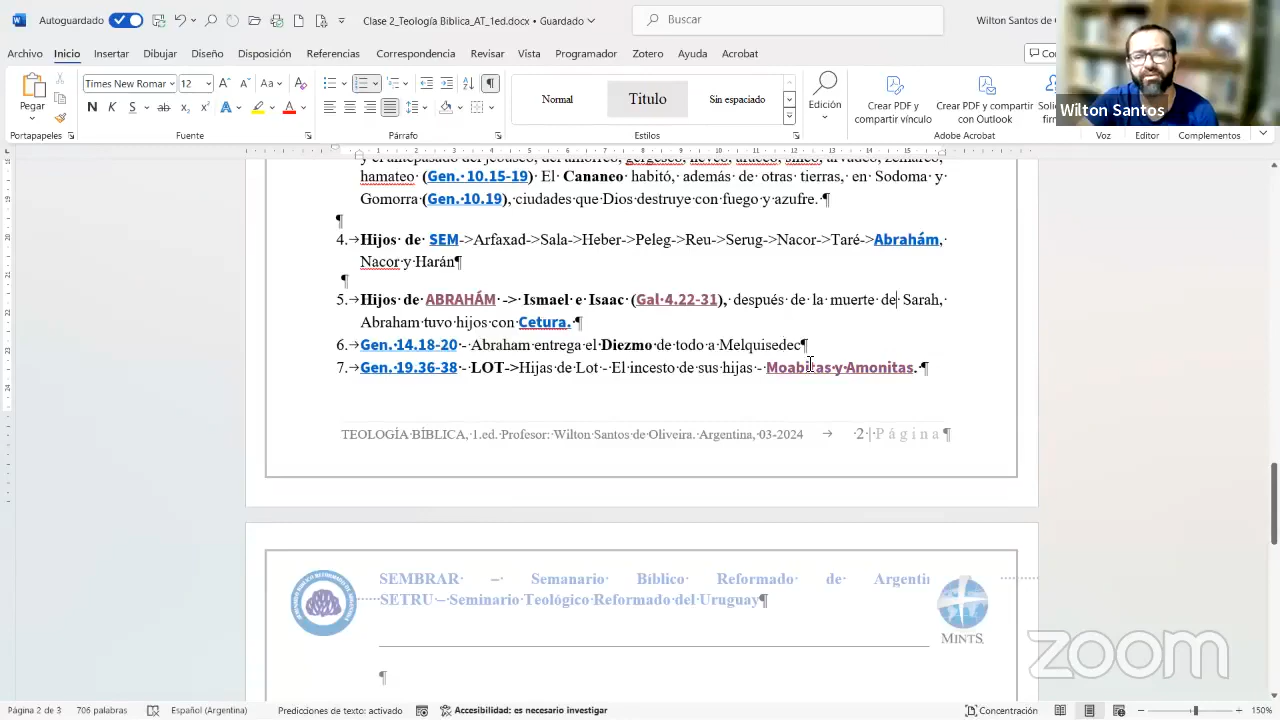 Autoguardado
Clase 2_Teología Bíblica_AT_1ed.docx • Guardado
Buscar
Wilton Santos de
Archivo Inicio Insertar Dibujar Diseño Disposición Referencias Correspondencia Revisar Vista Programador Zotero Ayuda Acrobat
Wilton Santos
Pegar
Times New Roman 12
Normal Titulo Sin espaciado
Edición
Crear PDF y compartir vínculo
Crear PDF y compartir con Outlook
Portapapeles Fuente Párrafo Estilos Adobe Acrobat Voz Editor Complementos
hamateo (Gen. 10.15-19) El Cananeo habitó, además de otras tierras, en Sodoma y
Gomorra (Gen. 10.19), ciudades que Dios destruye con fuego y azufre. ¶
¶
4.→Hijos de SEM->Arfaxad->Sala->Heber->Peleg->Reu->Serug->Nacor->Taré->Abrahám,
Nacor y Harán¶
¶
5.→Hijos de ABRAHÁM -> Ismael e Isaac (Gal 4.22-31), después de la muerte de Sarah,
Abraham tuvo hijos con Cetura. ¶
6.→Gen. 14.18-20 - Abraham entrega el Diezmo de todo a Melquisedec¶
7.→Gen. 19.36-38 - LOT->Hijas de Lot - El incesto de sus hijas - Moabitas y Amonitas. ¶
TEOLOGÍA BÍBLICA, 1.ed. Profesor: Wilton Santos de Oliveira. Argentina, 03-2024 → 2 | P á g i n a ¶
SEMBRAR – Semanario Bíblico Reformado de
SETRU – Seminario Teológico Reformado del Uruguay¶
MINTS
¶
zoom
Página 2 de 3 706 palabras Español (Argentina) Predicciones de texto: activado Accesibilidad: es necesario investigar Concentración 150%